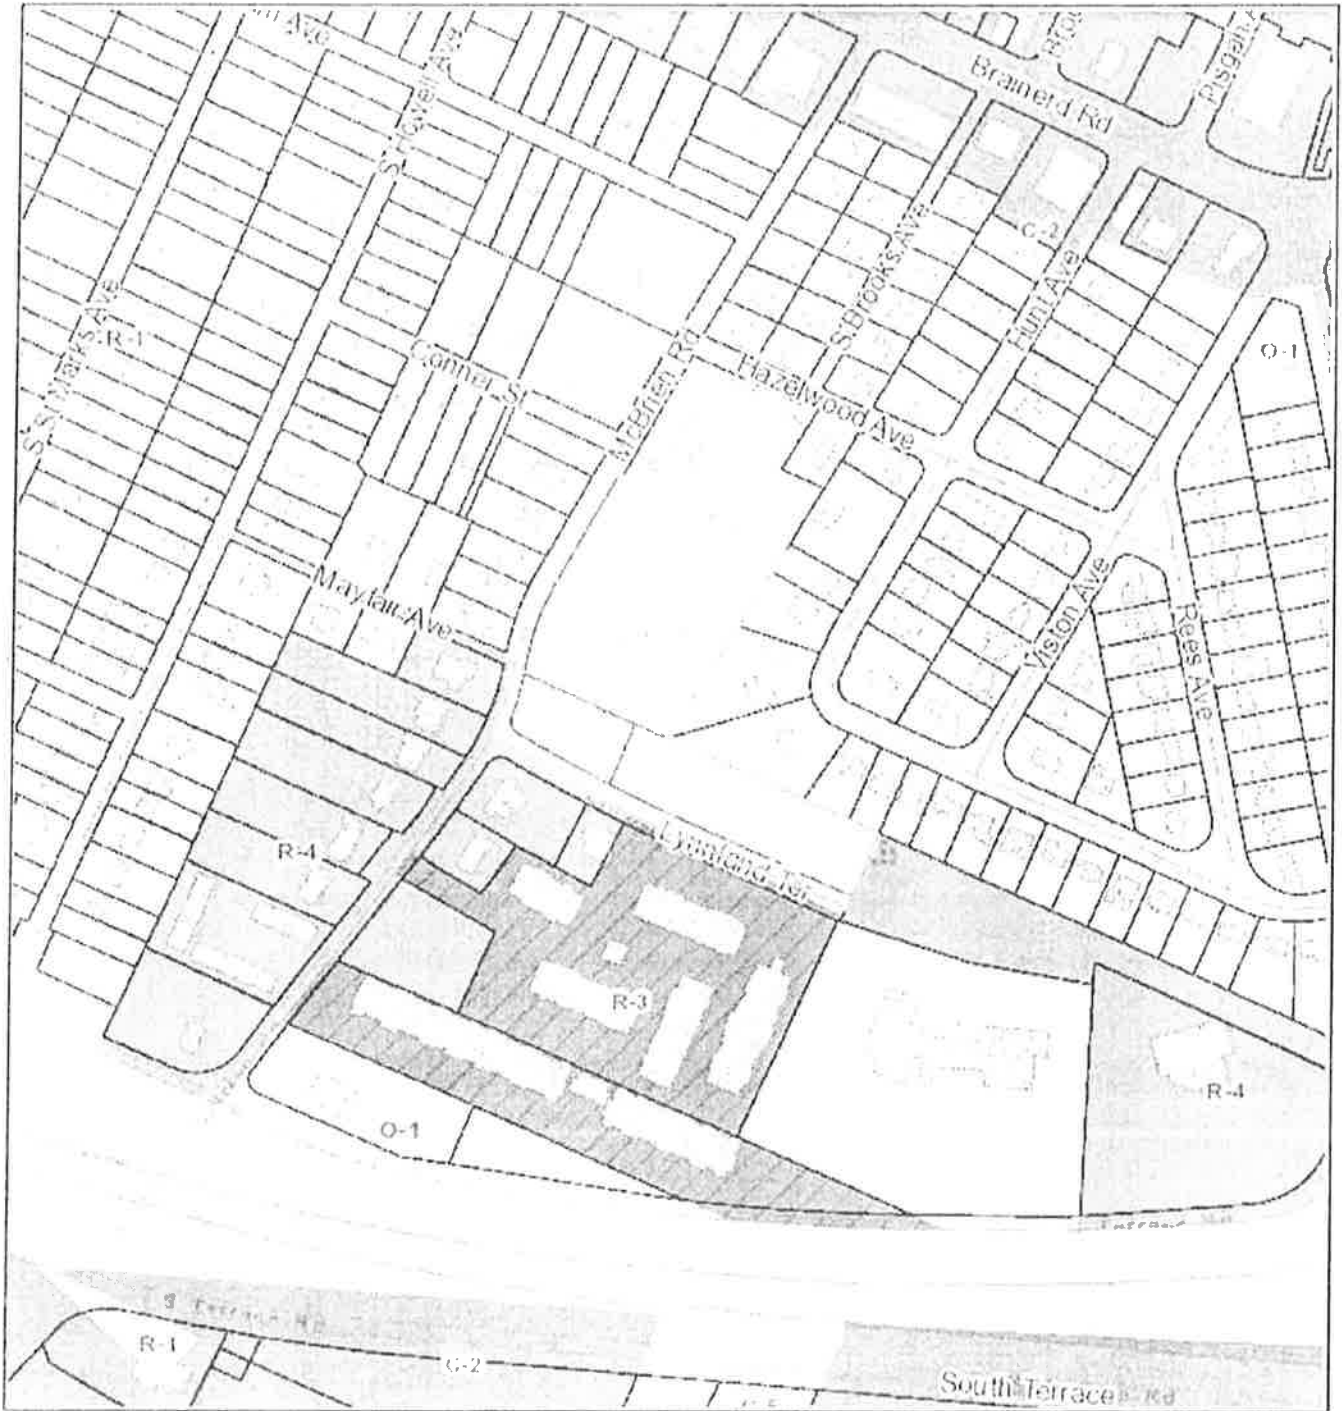 Ave
S Howell Ave
Brainerd Rd
Pisgah A
S St Marks Ave
R-1
S Brooks Ave
C-2
Hunt Ave
O-1
Conner St
McBrien Rd
Hazelwood Ave
Mayfair Ave
Viston Ave
Rees Ave
R-4
Lynnland Ter
R-3
R-4
O-1
S Terrace Rd
R-1
C-2
South Terrace Rd